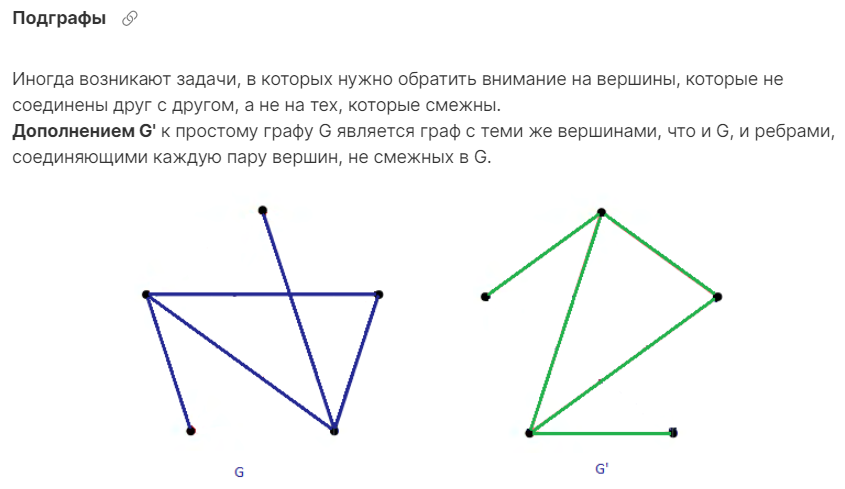 Подграфы
Иногда возникают задачи, в которых нужно обратить внимание на вершины, которые не
соединены друг с другом, а не на тех, которые смежны.
Дополнением G' к простому графу G является граф с теми же вершинами, что и G, и ребрами,
соединяющими каждую пару вершин, не смежных в G.
G
G'